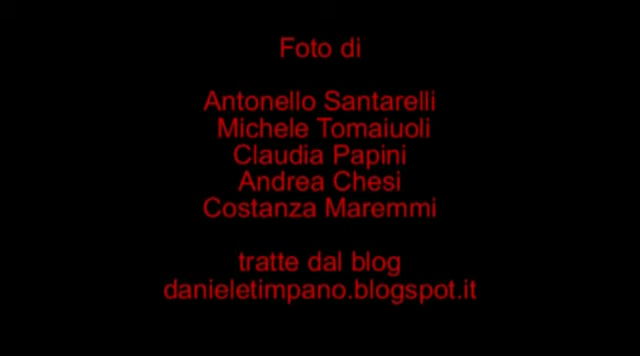 Foto di
Antonello Santarelli
Michele Tomaiuoli
Claudia Papini
Andrea Chesi
Costanza Maremmi
tratte dal blog
danieletimpano.blogspot.it